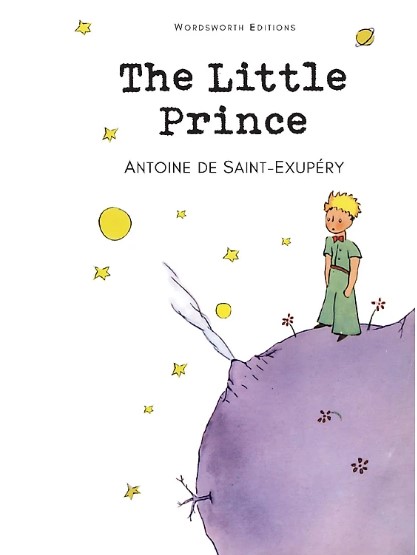 WORDSWORTH EDITIONS
The Little
Prince
ANTOINE DE SAINT-EXUPÉRY